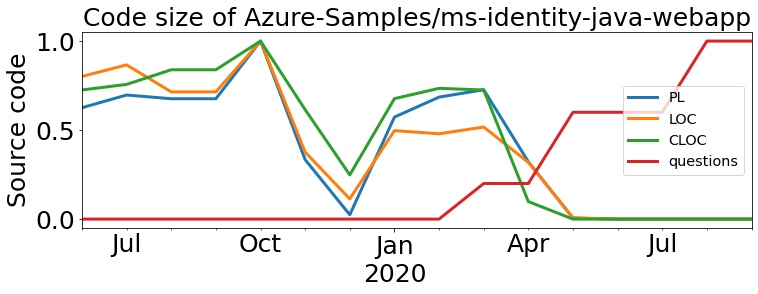 Code size of Azure-Samples/ms-identity-java-webapp
Source code
1.0
0.5
0.0
PL
LOC
CLOC
questions
Jul
Oct
Jan
Apr
Jul
2020